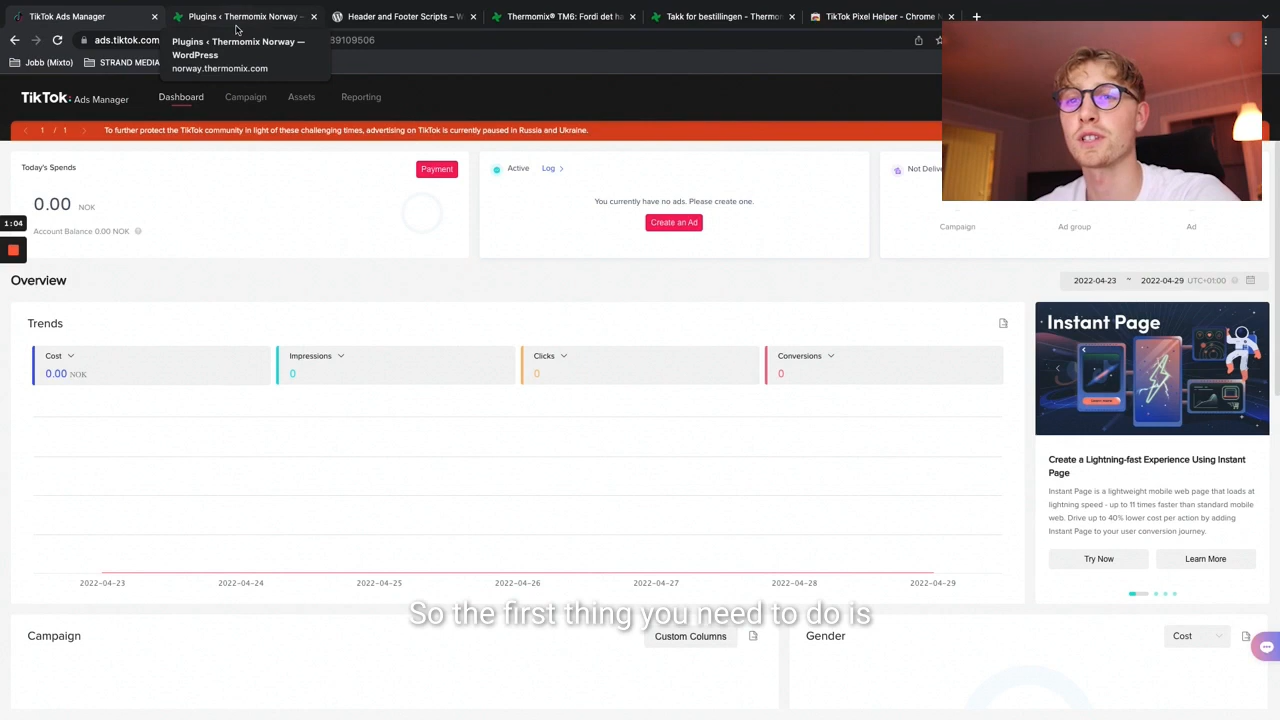 TikTok Ads Manager
Plugins ‹ Thermomix Norway –
Header and Footer Scripts – W
Thermomix® TM6: Fordi det ha
Takk for bestillingen - Thermo
TikTok Pixel Helper - Chrome
ads.tiktok.com
89109506
Plugins ‹ Thermomix Norway —
WordPress
norway.thermomix.com
Jobb (Mixto)
STRAND MEDIA
TikTok: Ads Manager
Dashboard
Campaign
Assets
Reporting
1 / 1
To further protect the TikTok community in light of these challenging times, advertising on TikTok is currently paused in Russia and Ukraine.
Today's Spends
Payment
0.00 NOK
Account Balance 0.00 NOK
Active
Log
You currently have no ads. Please create one.
Create an Ad
Not Delive
Campaign
Ad group
Ad
1:04
Overview
2022-04-23 ~ 2022-04-29 UTC+01:00
Trends
Cost
0.00 NOK
Impressions
0
Clicks
0
Conversions
0
2022-04-23
2022-04-24
2022-04-25
2022-04-26
2022-04-27
2022-04-28
2022-04-29
Instant Page
Create a Lightning-fast Experience Using Instant
Page
Instant Page is a lightweight mobile web page that loads at
lightning speed - up to 11 times faster than standard mobile
web. Drive up to 40% lower cost per action by adding
Instant Page to your user conversion journey.
Try Now
Learn More
So the first thing you need to do is
Campaign
Custom Columns
Gender
Cost